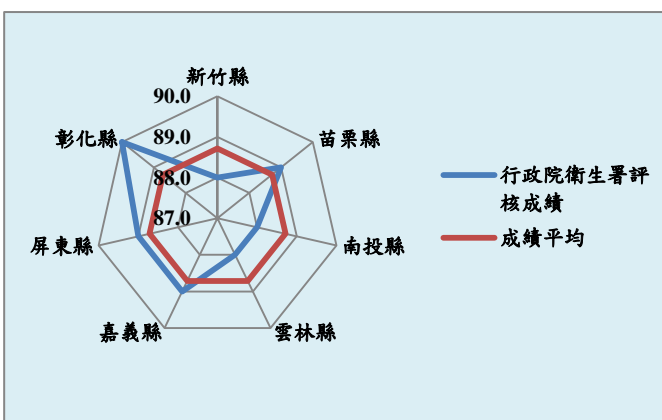 新竹縣
90.0
彰化縣
89.0
苗栗縣
88.0
87.0
行政院衛生署評
核成績
屏東縣
南投縣
成績平均
嘉義縣
雲林縣